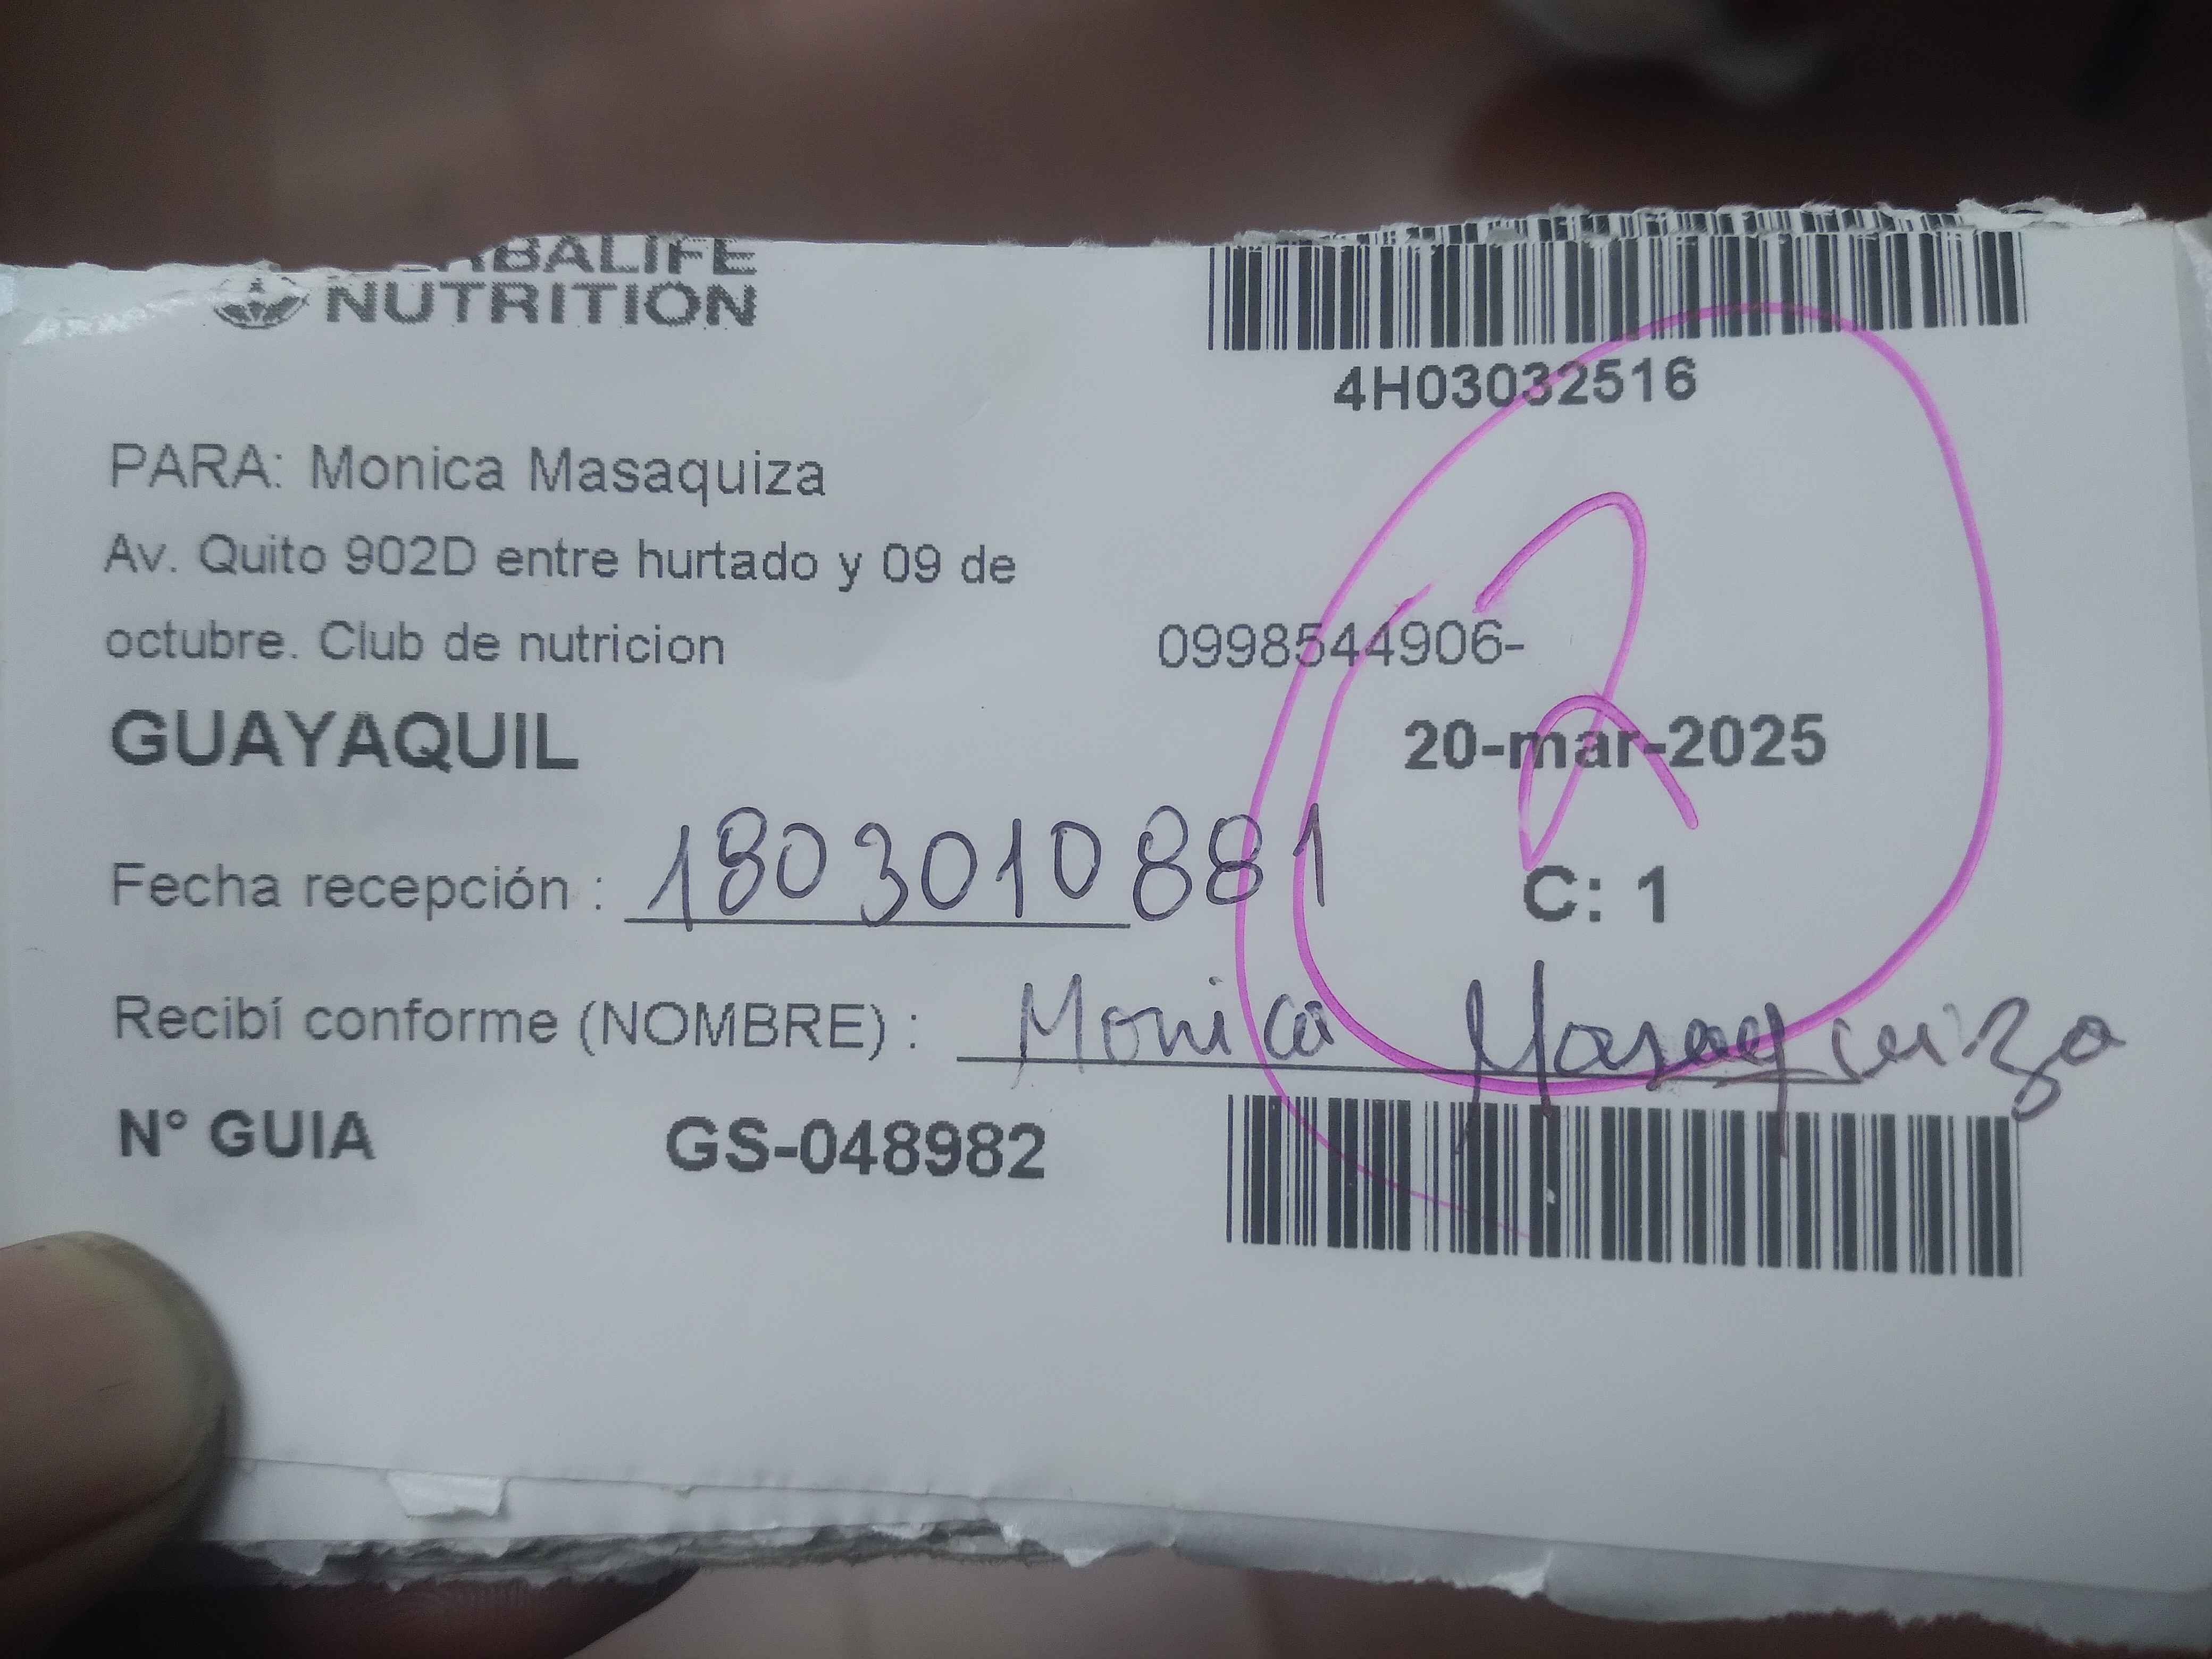 HERBALIFE
NUTRITION
4H03032516
PARA: Monica Masaquiza
Av. Quito 902D entre hurtado y 09 de
octubre. Club de nutricion
0998544906-
GUAYAQUIL
20-mar-2025
2
Fecha recepción : 1803010881
C: 1
Recibí conforme (NOMBRE) : Monica Masaquiza
N° GUIA GS-048982